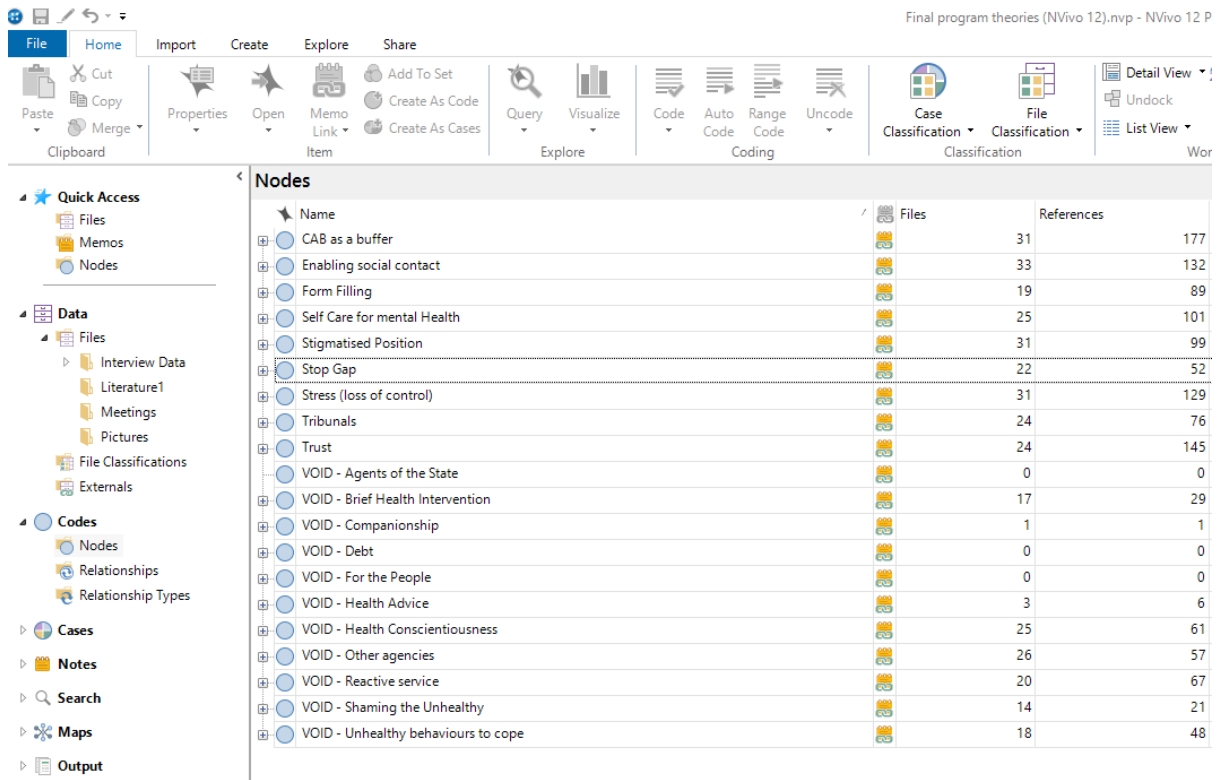 Final program theories (NVivo 12).nvp - NVivo 12 P
File Home Import Create Explore Share
Paste
Cut
Copy
Merge
Clipboard
Properties
Open
Memo Link
Add To Set
Create As Code
Create As Cases
Item
Query
Visualize
Explore
Code
Auto Code
Range Code
Uncode
Coding
Case Classification
File Classification
Classification
Detail View
Undock
List View
Wor
Quick Access
Files
Memos
Nodes
Data
Files
Interview Data
Literature1
Meetings
Pictures
File Classifications
Externals
Codes
Nodes
Relationships
Relationship Types
Cases
Notes
Search
Maps
Output
Nodes
Name Files References
CAB as a buffer 31 177
Enabling social contact 33 132
Form Filling 19 89
Self Care for mental Health 25 101
Stigmatised Position 31 99
Stop Gap 22 52
Stress (loss of control) 31 129
Tribunals 24 76
Trust 24 145
VOID - Agents of the State 0 0
VOID - Brief Health Intervention 17 29
VOID - Companionship 1 1
VOID - Debt 0 0
VOID - For the People 0 0
VOID - Health Advice 3 6
VOID - Health Conscientiousness 25 61
VOID - Other agencies 26 57
VOID - Reactive service 20 67
VOID - Shaming the Unhealthy 14 21
VOID - Unhealthy behaviours to cope 18 48